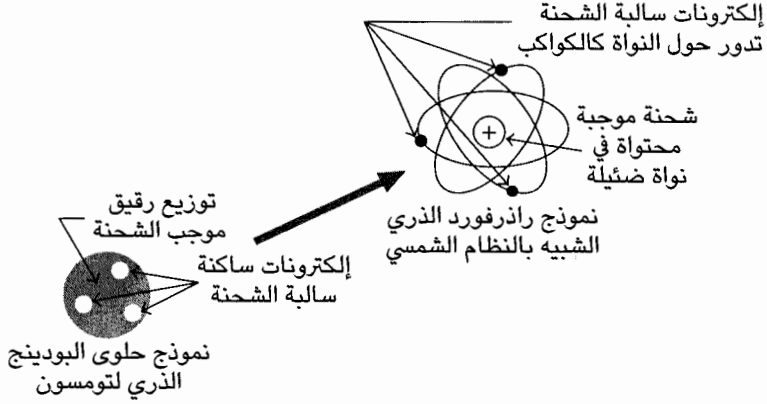 إلكترونات سالبة الشحنة
تدور حول النواة كالكواكب
شحنة موجبة
محتواة في
نواة ضئيلة
+
نموذج راذرفورد الذري
الشبيه بالنظام الشمسي
توزيع رقيق
موجب الشحنة
إلكترونات ساكنة
سالبة الشحنة
نموذج حلوى البودينج
الذري لتومسون